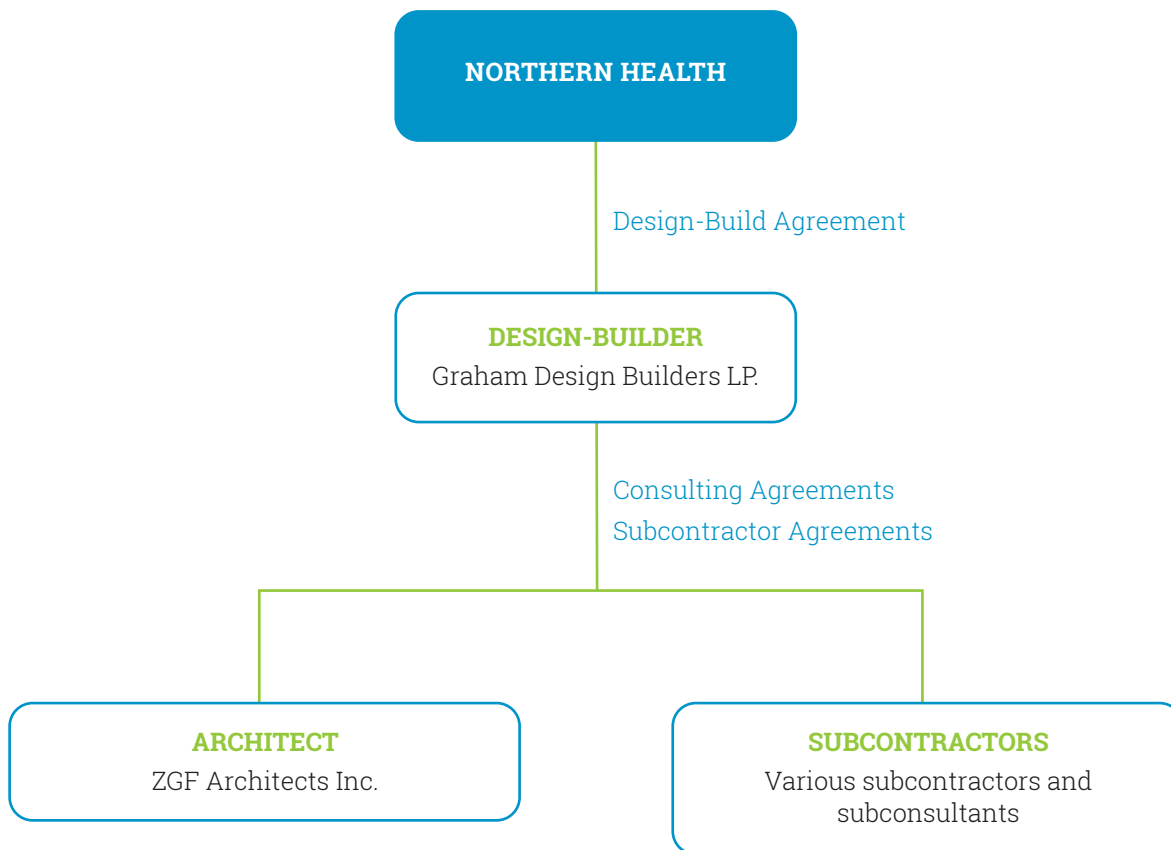 NORTHERN HEALTH
Design-Build Agreement
DESIGN-BUILDER
Graham Design Builders LP.
Consulting Agreements
Subcontractor Agreements
ARCHITECT
ZGF Architects Inc.
SUBCONTRACTORS
Various subcontractors and
subconsultants